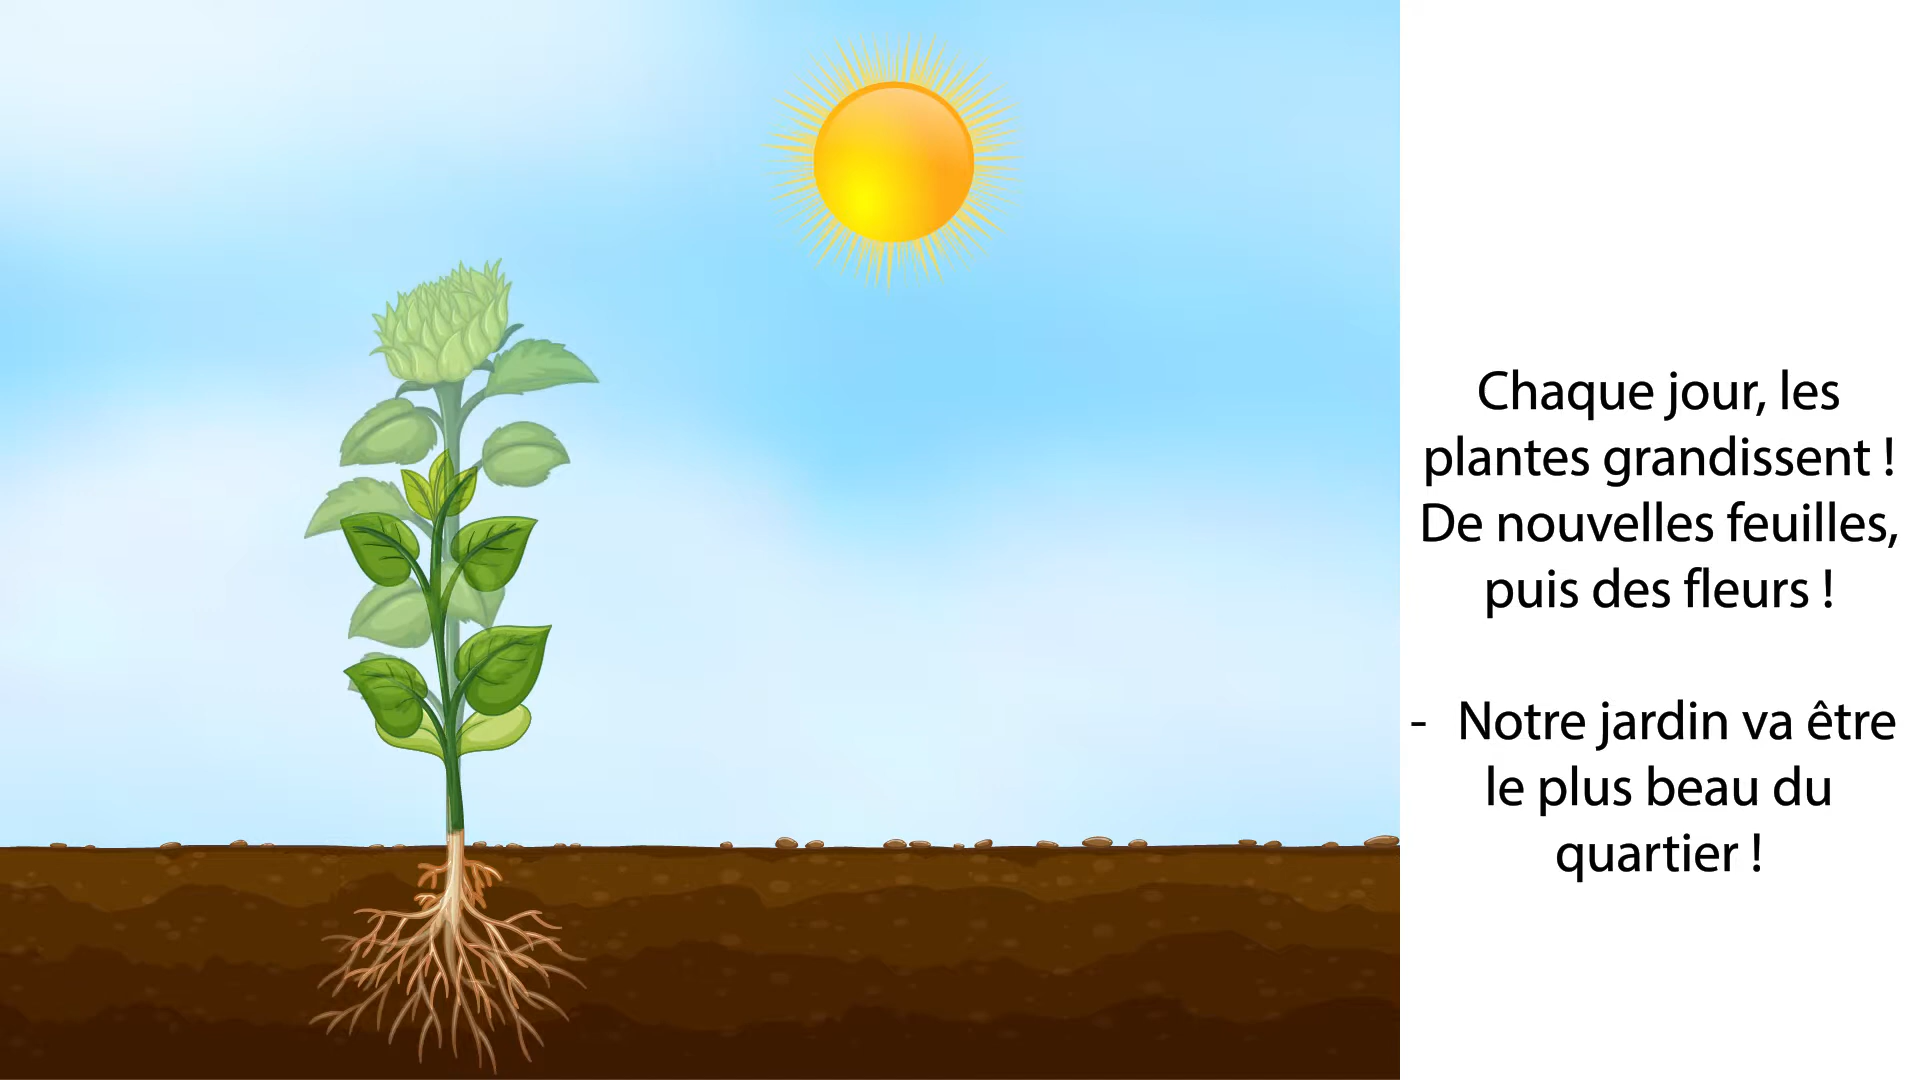 Chaque jour, les
plantes grandissent !
De nouvelles feuilles,
puis des fleurs !
- Notre jardin va être
le plus beau du
quartier !